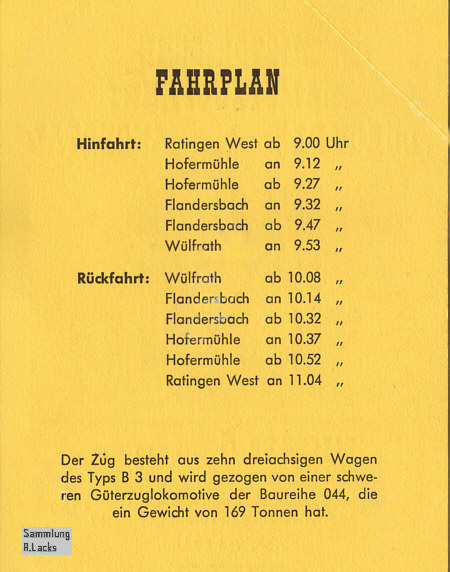 FAHRPLAN
Hinfahrt: Ratingen West ab 9.00 Uhr
Hofermühle an 9.12 „
Hofermühle ab 9.27 „
Flandersbach an 9.32 „
Flandersbach ab 9.47 „
Wülfrath an 9.53 „
Rückfahrt: Wülfrath ab 10.08 „
Flandersbach an 10.14 „
Flandersbach ab 10.32 „
Hofermühle an 10.37 „
Hofermühle ab 10.52 „
Ratingen West an 11.04 „
Der Zug besteht aus zehn dreiachsigen Wagen
des Typs B 3 und wird gezogen von einer schwe-
ren Güterzuglokomotive der Baureihe 044, die
ein Gewicht von 169 Tonnen hat.
Sammlung
A.Lacks